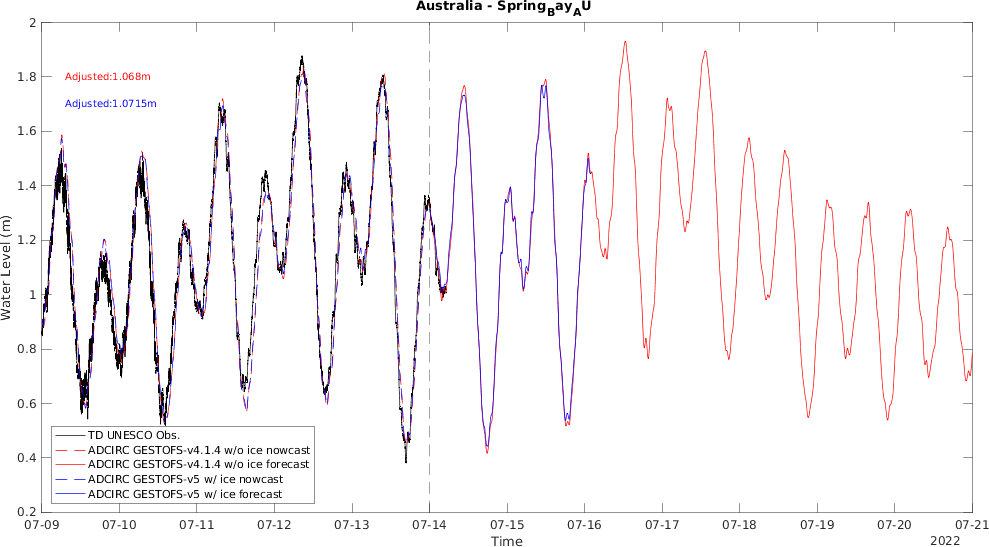 Australia - SpringBayAU
2
1.8
1.6
1.4
1.2
1
0.8
0.6
0.4
0.2
Water Level (m)
Adjusted:1.068m
Adjusted:1.0715m
TD UNESCO Obs.
ADCIRC GESTOFS-v4.1.4 w/o ice nowcast
ADCIRC GESTOFS-v4.1.4 w/o ice forecast
ADCIRC GESTOFS-v5 w/ ice nowcast
ADCIRC GESTOFS-v5 w/ ice forecast
07-09 07-10 07-11 07-12 07-13 07-14 07-15 07-16 07-17 07-18 07-19 07-20 07-21
Time
2022